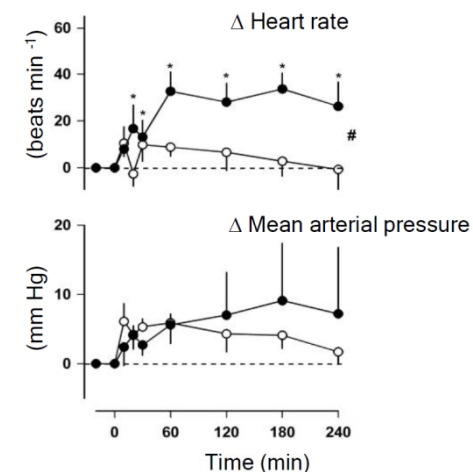 Δ Heart rate
60
40
20
0
(beats min -1)
* * * * * *
#
Δ Mean arterial pressure
20
10
0
(mm Hg)
0 60 120 180 240
Time (min)